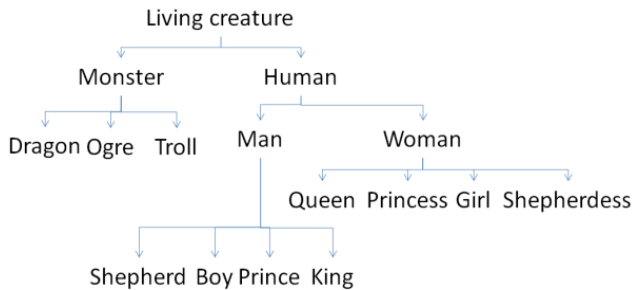 Living creature
Monster Human
Dragon Ogre Troll Man Woman
Queen Princess Girl Shepherdess
Shepherd Boy Prince King